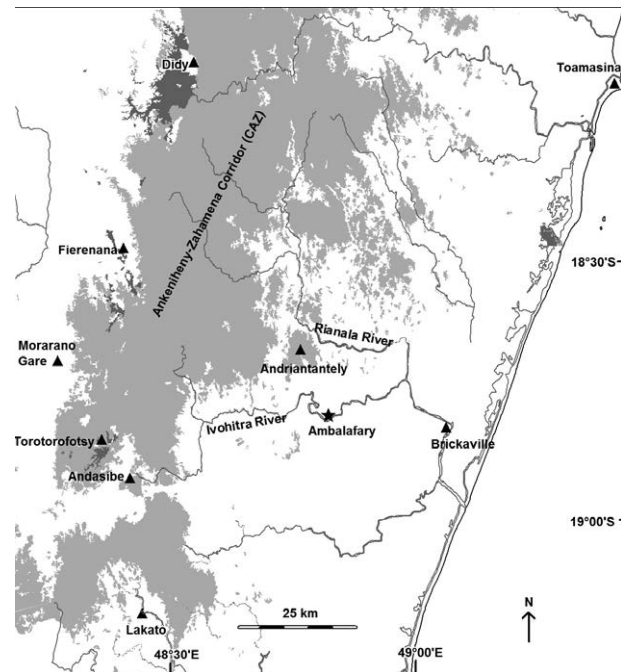 Didy
Toamasina
Ankeniheny-Zahamena Corridor (CAZ)
Fierenana
18°30'S
Rianala River
Morarano
Gare
Andriantantely
Ivohitra River
Ambalafary
Torotorofotsy
Brickaville
Andasibe
19°00'S
25 km
N
Lakato
48°30'E
49°00'E